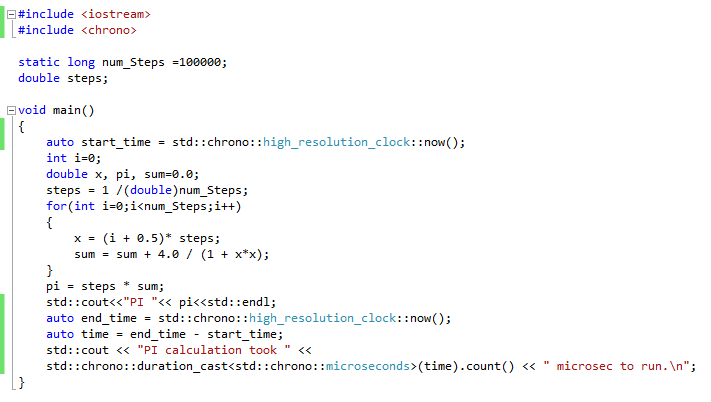 #include <iostream>
#include <chrono>
static long num_Steps =100000;
double steps;
void main()
{
auto start_time = std::chrono::high_resolution_clock::now();
int i=0;
double x, pi, sum=0.0;
steps = 1 /(double)num_Steps;
for(int i=0;i<num_Steps;i++)
{
x = (i + 0.5)* steps;
sum = sum + 4.0 / (1 + x*x);
}
pi = steps * sum;
std::cout<<"PI "<< pi<<std::endl;
auto end_time = std::chrono::high_resolution_clock::now();
auto time = end_time - start_time;
std::cout << "PI calculation took " <<
std::chrono::duration_cast<std::chrono::microseconds>(time).count() << " microsec to run.\n";
}